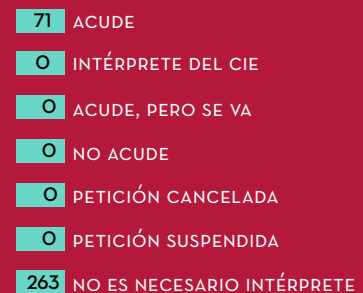 71 ACUDE
0 INTÉRPRETE DEL CIE
0 ACUDE, PERO SE VA
0 NO ACUDE
0 PETICIÓN CANCELADA
0 PETICIÓN SUSPENDIDA
263 NO ES NECESARIO INTÉRPRETE